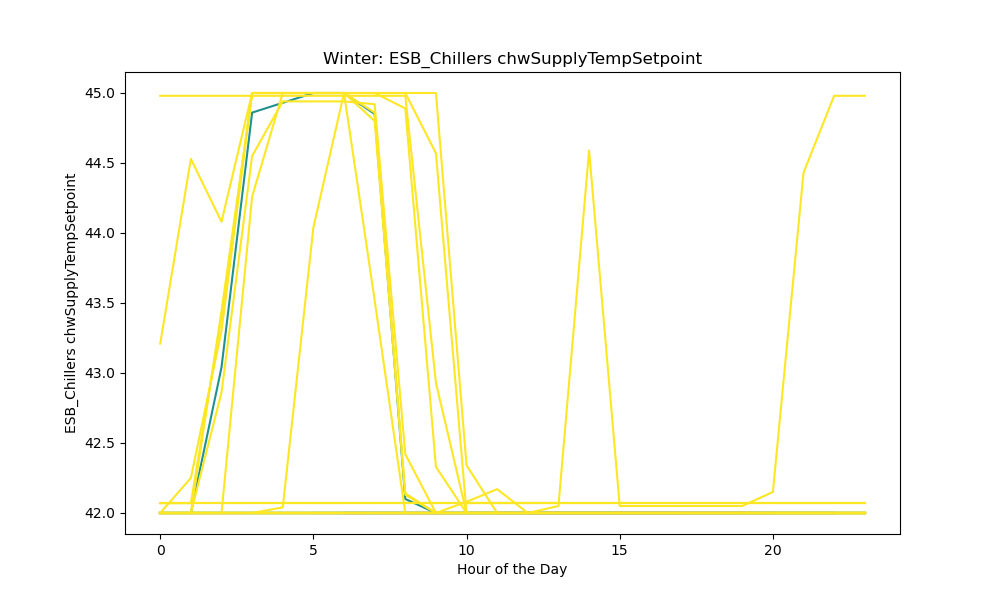 Winter: ESB_Chillers chwSupplyTempSetpoint
ESB_Chillers chwSupplyTempSetpoint
45.0
44.5
44.0
43.5
43.0
42.5
42.0
0 5 10 15 20
Hour of the Day